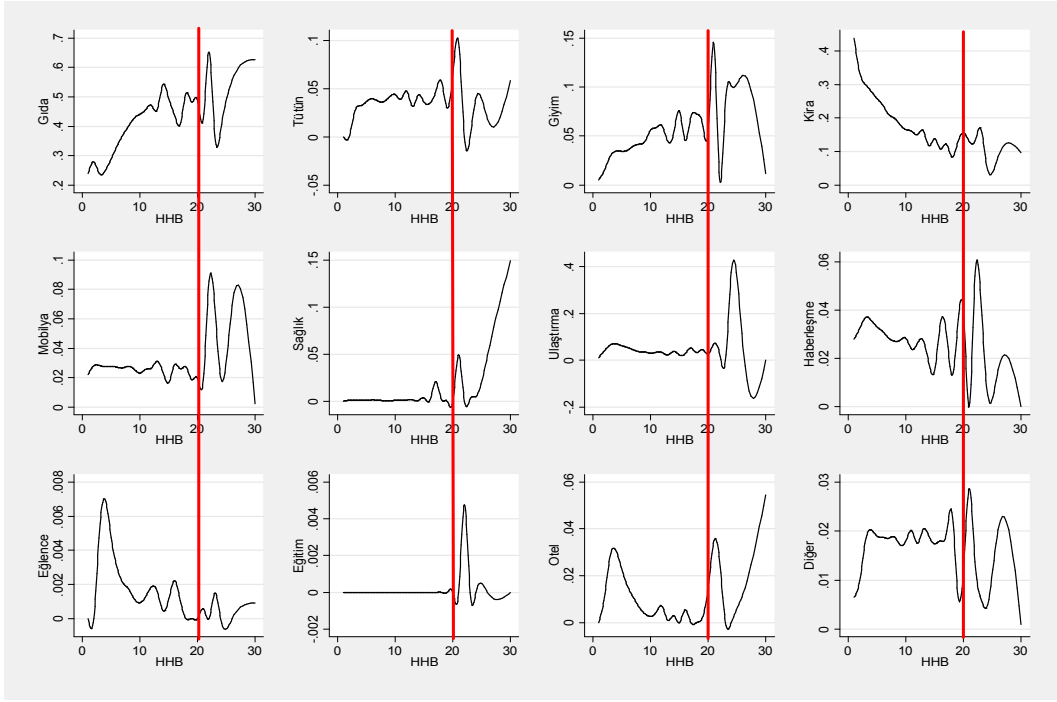 Gıda
.2 .3 .4 .5 .6 .7
0 10 20 30
HHB
Tütün
-.05 0 .05 .1
0 10 20 30
HHB
Giyim
0 .05 .1 .15
0 10 20 30
HHB
Kira
0 .1 .2 .3 .4
0 10 20 30
HHB
Mobilya
0 .02 .04 .06 .08 .1
0 10 20 30
HHB
Sağlık
0 .05 .1 .15
0 10 20 30
HHB
Ulaştırma
-.2 0 .2 .4
0 10 20 30
HHB
Haberleşme
0 .02 .04 .06
0 10 20 30
HHB
Eğlence
0 .002 .004 .006 .008
0 10 20 30
HHB
Eğitim
-.002 0 .002 .004 .006
0 10 20 30
HHB
Otel
0 .02 .04 .06
0 10 20 30
HHB
Diğer
0 .01 .02 .03
0 10 20 30
HHB